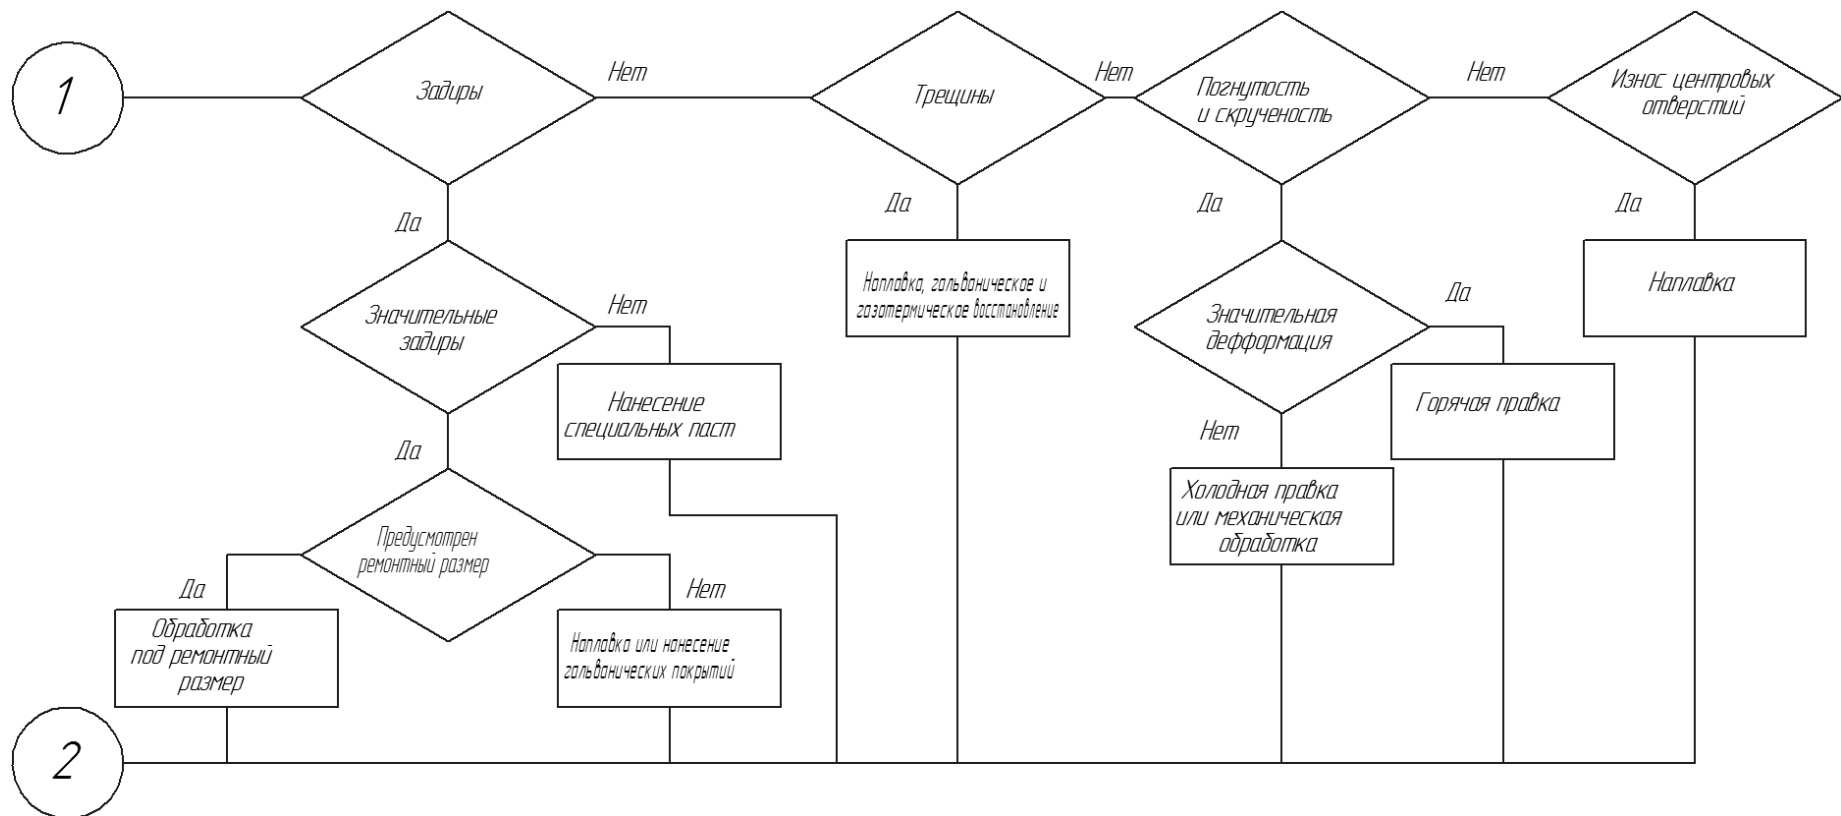 1
Задиры
Нет
Трещины
Нет
Погнутость
и скрученость
Нет
Износ центровых
отверстий
Да
Да
Да
Да
Значительные
задиры
Нет
Нанесение
специальных паст
Наплавка, гальваническое и
газотермическое восстановление
Значительная
дефформация
Да
Горячая правка
Наплавка
Да
Нет
Холодная правка
или механическая
обработка
Предусмотрен
ремонтный размер
Да
Нет
Обработка
под ремонтный
размер
Наплавка или нанесение
гальванических покрытий
2